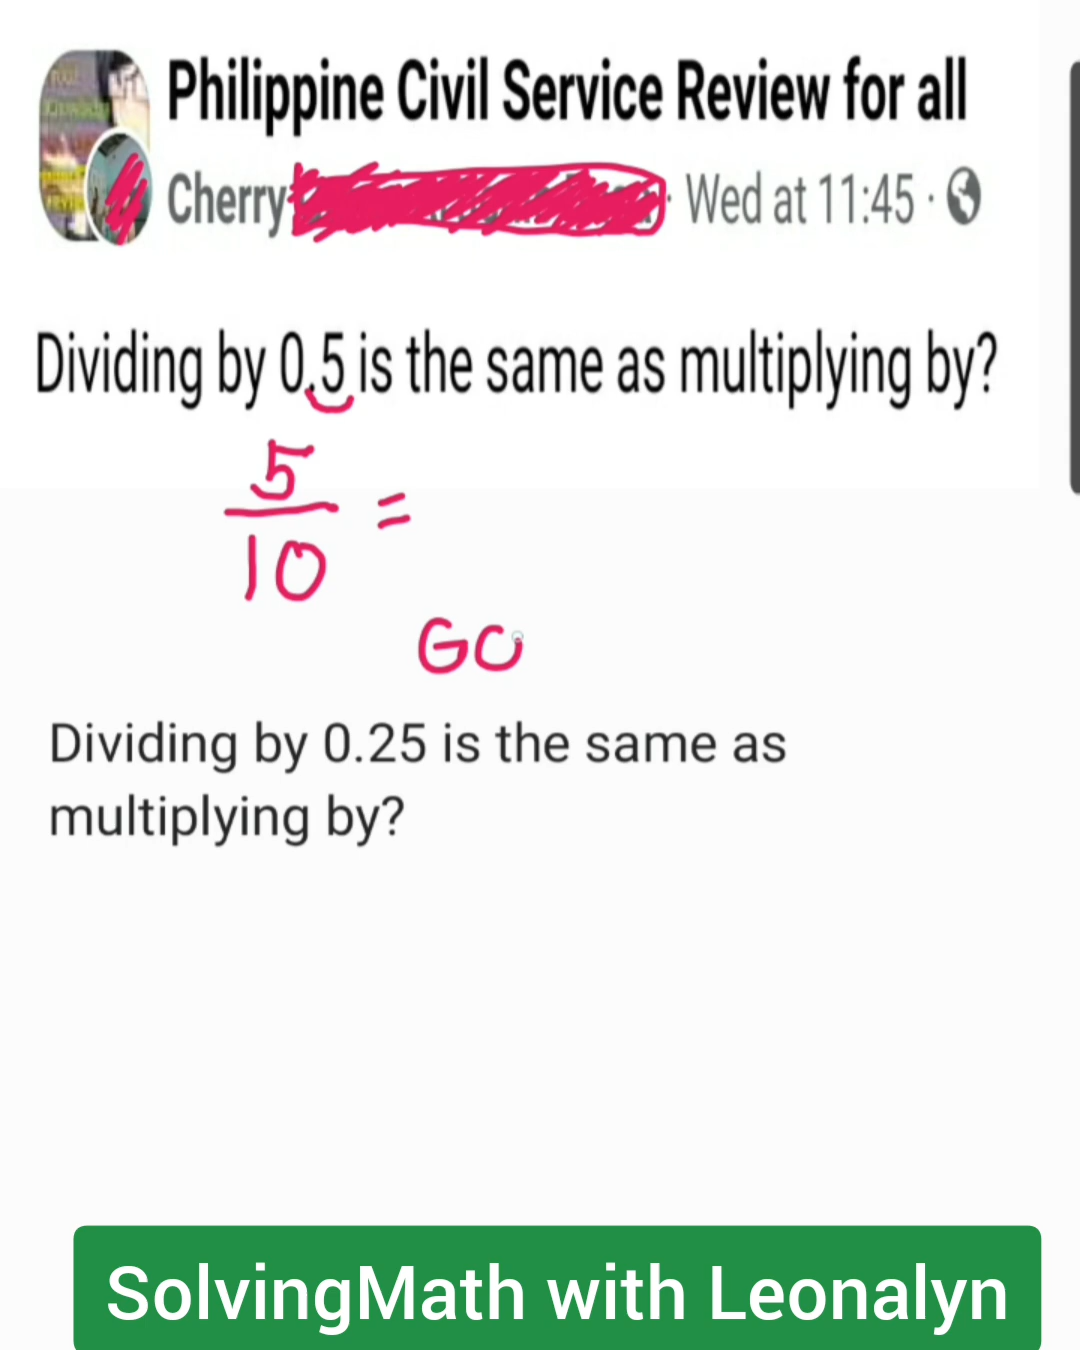 Philippine Civil Service Review for all
Cherry · Wed at 11:45 ·
Dividing by 0.5 is the same as multiplying by?
5
10 =
GC
Dividing by 0.25 is the same as
multiplying by?
SolvingMath with Leonalyn